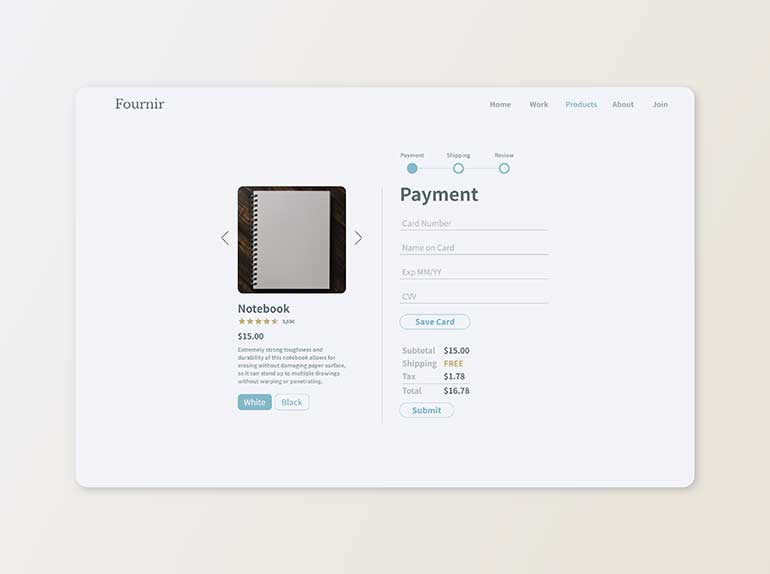 Fournir
Home Work Products About Join
Payment Shipping Review
Payment
Card Number
Name on Card
Exp MM/YY
CVV
Save Card
Subtotal $15.00
Shipping FREE
Tax $1.78
Total $16.78
Submit
Notebook
$15.00
Extremely strong toughness and
durability of this notebook allows for
erasing without damaging paper surface,
so it can stand up to multiple drawings
without warping or penetrating.
White Black